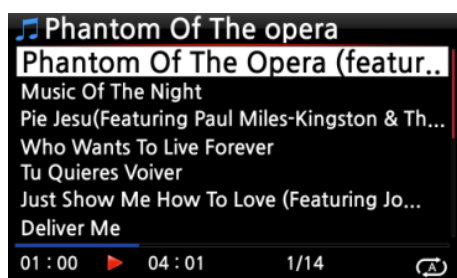 Phantom Of The opera
Phantom Of The Opera (featur..
Music Of The Night
Pie Jesu(Featuring Paul Miles-Kingston & Th...
Who Wants To Live Forever
Tu Quieres Voiver
Just Show Me How To Love (Featuring Jo...
Deliver Me
01 : 00 04 : 01 1/14 A